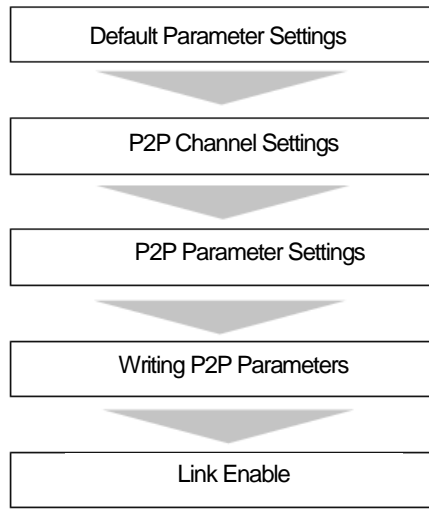 Default Parameter Settings
P2P Channel Settings
P2P Parameter Settings
Writing P2P Parameters
Link Enable